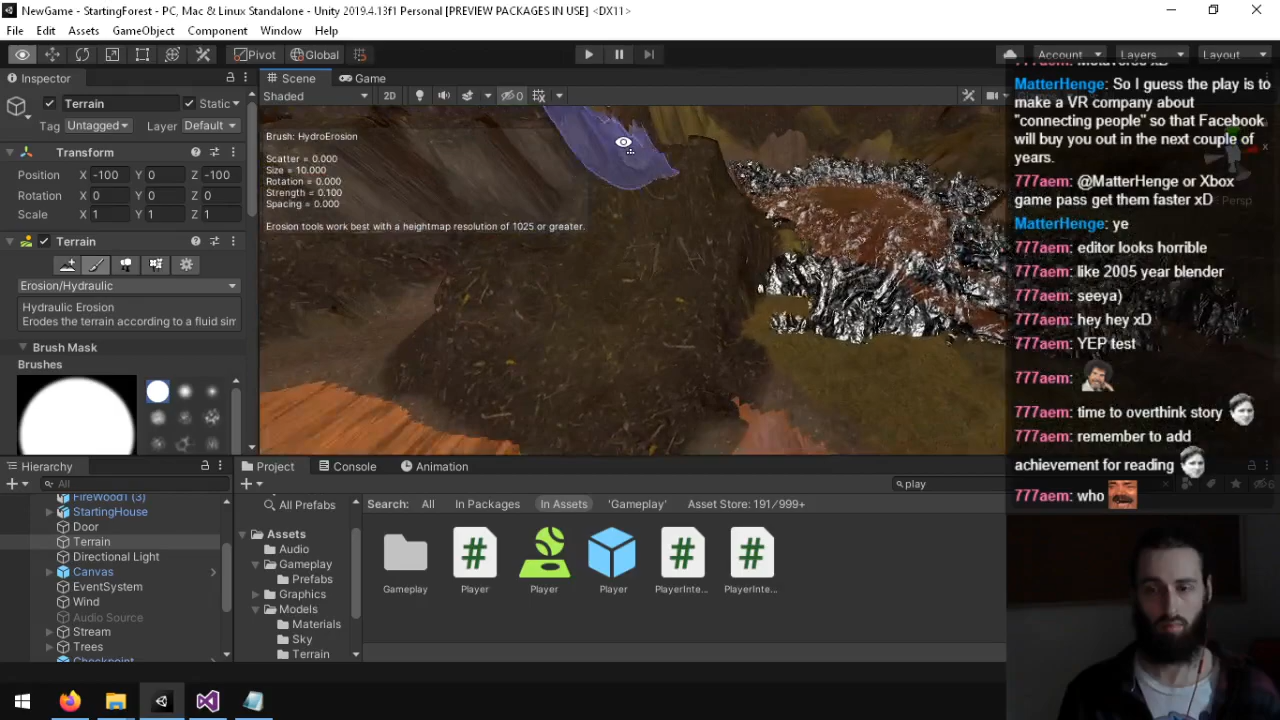 NewGame - StartingForest - PC, Mac & Linux Standalone - Unity 2019.4.13f1 Personal [PREVIEW PACKAGES IN USE] <DX11>
File Edit Assets GameObject Component Window Help
Pivot Global Account Layers Layout
Inspector
Static
Terrain
Tag Untagged Layer Default
Transform
Position X -100 Y 0 Z -100
Rotation X 0 Y 0 Z 0
Scale X 1 Y 1 Z 1
Terrain
Erosion/Hydraulic
Hydraulic Erosion
Erodes the terrain according to a fluid sim
Brush Mask
Brushes
Scene Game
Shaded 2D 0
Brush: HydroErosion
Scatter = 0.000
Size = 10.000
Rotation = 0.000
Strength = 0.100
Spacing = 0.000
Erosion tools work best with a heightmap resolution of 1025 or greater.
Persp
Hierarchy
All
FireWood1 (3)
StartingHouse
Door
Terrain
Directional Light
Canvas
EventSystem
Wind
Audio Source
Stream
Trees
Checkpoint
Project Console Animation
play
All Prefabs
Assets
Audio
Gameplay
Prefabs
Graphics
Models
Materials
Sky
Terrain
Search: All In Packages In Assets 'Gameplay' Asset Store: 191/999+
Gameplay Player Player Player PlayerInte... PlayerInte...
MatterHenge: So I guess the play is to
make a VR company about
"connecting people" so that Facebook
will buy you out in the next couple of
years.
777aem: @MatterHenge or Xbox
game pass get them faster xD
MatterHenge: ye
777aem: editor looks horrible
777aem: like 2005 year blender
777aem: seeya)
777aem: hey hey xD
777aem: YEP test
777aem:
777aem: time to overthink story
777aem: remember to add
achievement for reading
777aem: who